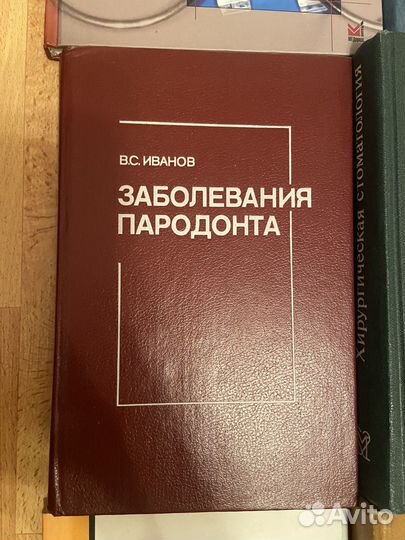 В.С. ИВАНОВ
ЗАБОЛЕВАНИЯ
ПАРОДОНТА
Хирургическая стоматология
Avito